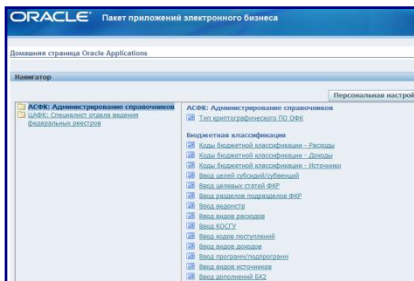 ORACLE Пакет приложений электронного бизнеса
Домашняя страница Oracle Applications
Навигатор
Персональная настрой
АСФК: Администрирование справочников
ЦАФК: Специалист отдела ведения федеральных реестров
АСФК: Администрирование справочников
Тип криптографического ПО ОФК
Бюджетная классификация
Коды бюджетной классификации - Расходы
Коды бюджетной классификации - Доходы
Коды бюджетной классификации - Источники
Ввод целей субсидий/субвенций
Ввод целевых статей ФКР
Ввод разделов подразделов ФКР
Ввод ведомств
Ввод видов расходов
Ввод КОСГУ
Ввод кодов поступлений
Ввод видов доходов
Ввод программ/подпрограмм
Ввод видов источников
Ввод дополнений БК2